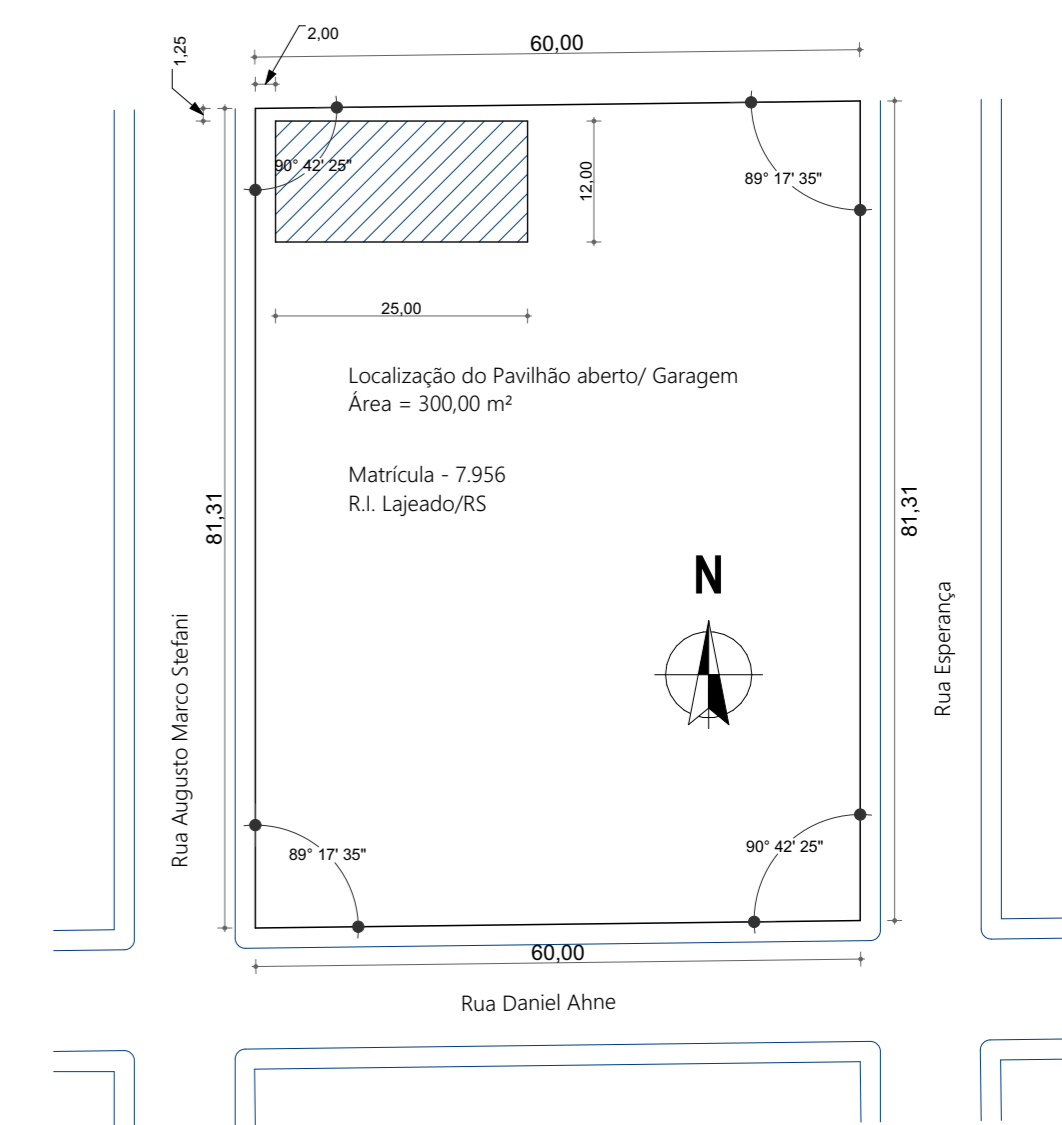 2,00
60,00
1,25
90° 42' 25"
89° 17' 35"
12,00
25,00
Localização do Pavilhão aberto/ Garagem
Área = 300,00 m²
Matrícula - 7.956
R.I. Lajeado/RS
81,31
81,31
N
Rua Augusto Marco Stefani
Rua Esperança
89° 17' 35"
90° 42' 25"
60,00
Rua Daniel Ahne